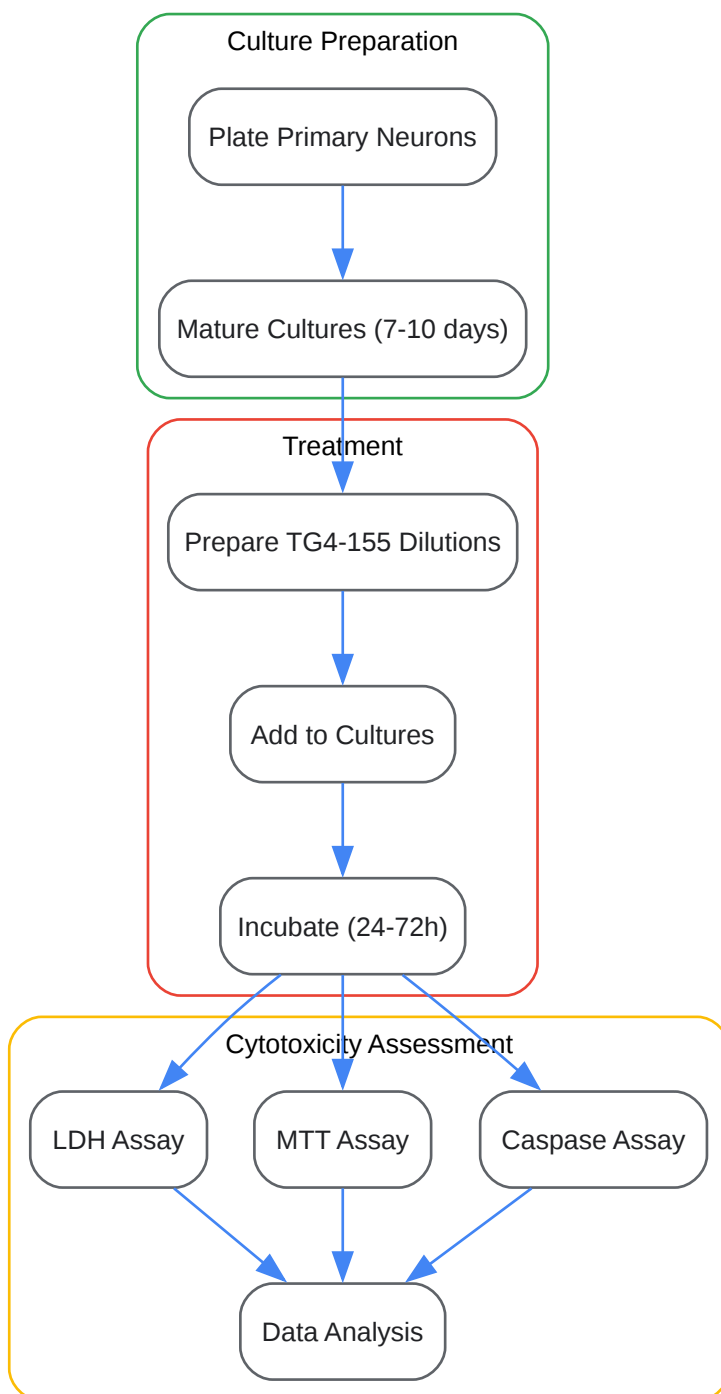 Culture Preparation
Plate Primary Neurons
Mature Cultures (7-10 days)
Treatment
Prepare TG4-155 Dilutions
Add to Cultures
Incubate (24-72h)
Cytotoxicity Assessment
LDH Assay
MTT Assay
Caspase Assay
Data Analysis